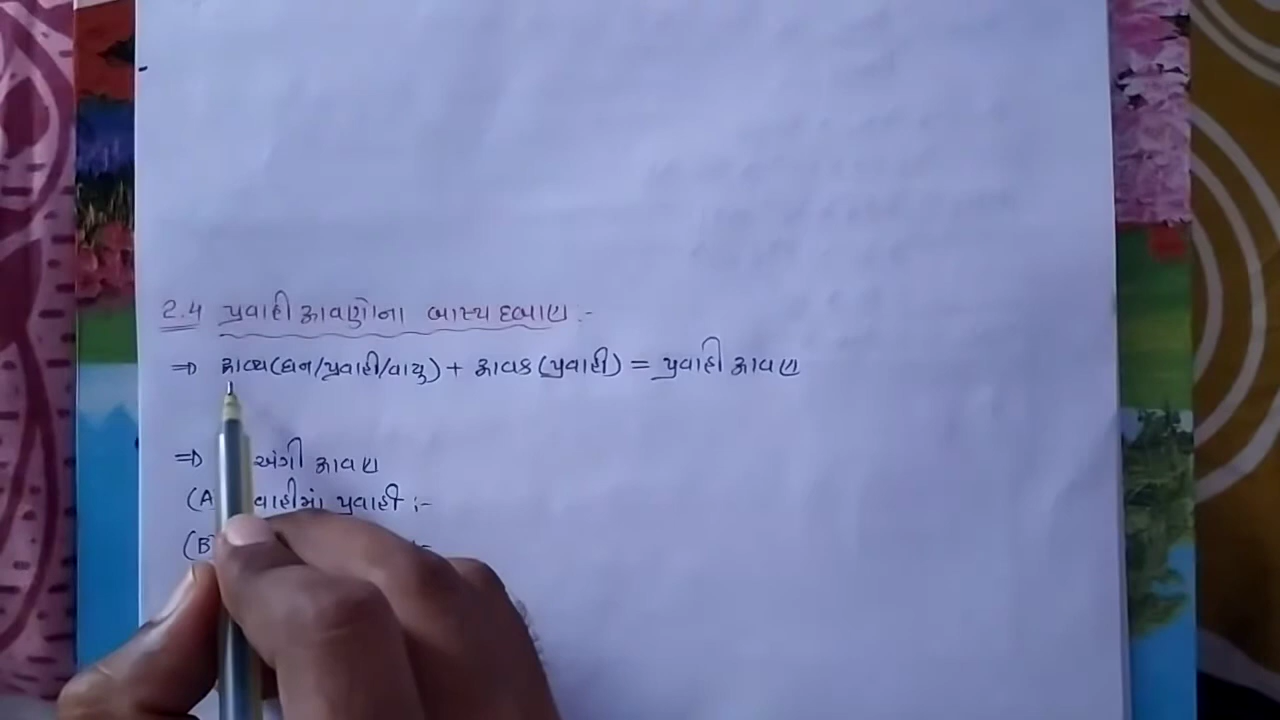 2.4 પ્રવાહી દ્રાવણોના બાષ્પ દબાણ :-
⇒ દ્રાવ્ય (ઘન/પ્રવાહી/વાયુ) + દ્રાવક (પ્રવાહી) = પ્રવાહી દ્રાવણ
⇒ અંગી દ્રાવણ
(A) વાહીમાં પ્રવાહી :-
(B)